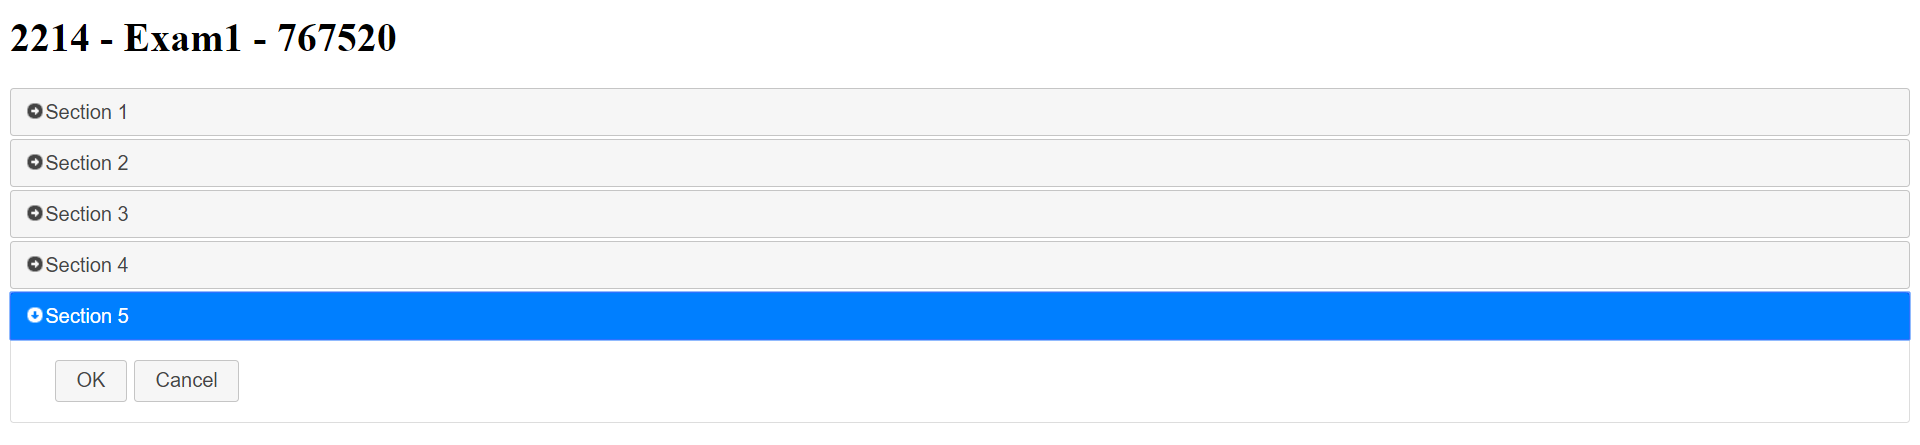 2214 - Exam1 - 767520
Section 1
Section 2
Section 3
Section 4
Section 5
OK Cancel